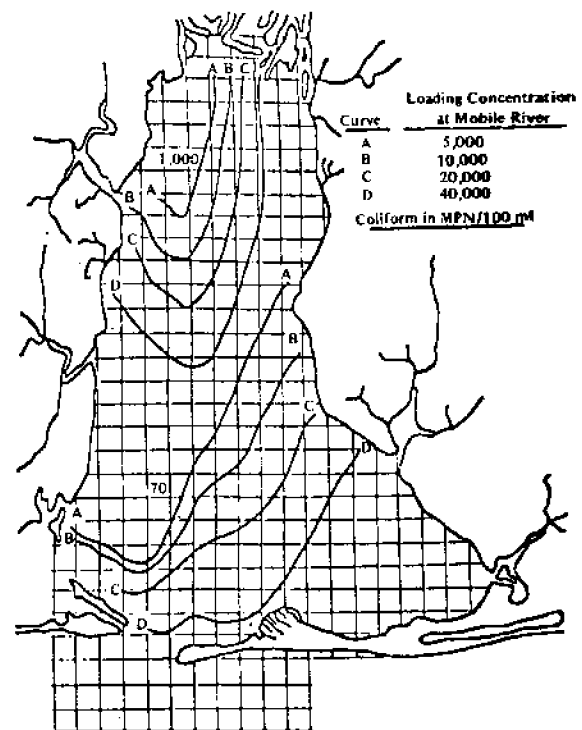 A B C
Loading Concentration
Curve at Mobile River
A 5,000
B 10,000
C 20,000
D 40,000
Coliform in MPN/100 ml
1,000
A
B
C
D
A
B
C
D
70
A
B
C
D